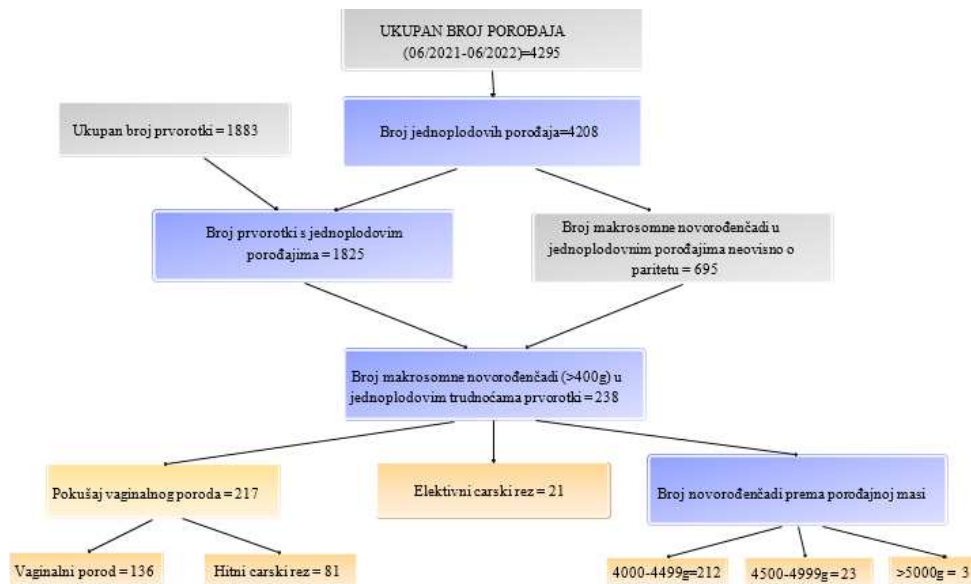 UKUPAN BROJ POROĐAJA
(06/2021-06/2022)=4295
Ukupan broj prvorotki = 1883
Broj jednoplodovih porođaja=4208
Broj prvorotki s jednoplodovim
porođajima = 1825
Broj makrosomne novorođenčadi u
jednoplodovnim porođajima neovisno o
paritetu = 695
Broj makrosomne novorođenčadi (>400g) u
jednoplodovim trudnoćama prvorotki = 238
Pokušaj vaginalnog poroda = 217
Elektivni carski rez = 21
Broj novorođenčadi prema porođajnoj masi
Vaginalni porod = 136
Hitni carski rez = 81
4000-4499g=212
4500-4999g = 23
>5000g = 3